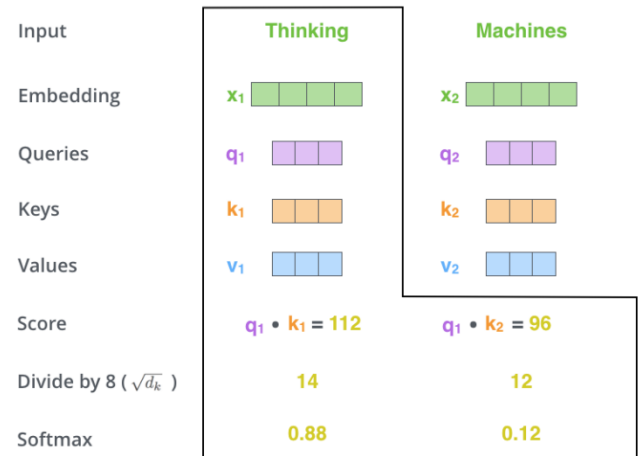 Input Thinking Machines
Embedding x₁ x₂
Queries q₁ q₂
Keys k₁ k₂
Values v₁ v₂
Score q₁ • k₁ = 112 q₁ • k₂ = 96
Divide by 8 ( √dₖ ) 14 12
Softmax 0.88 0.12